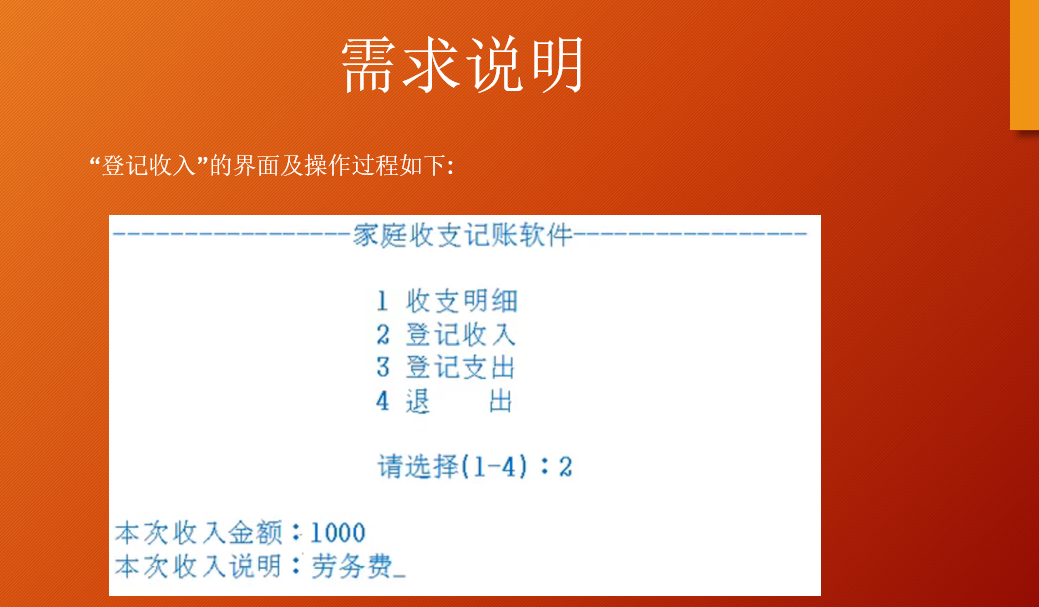 需求说明
“登记收入”的界面及操作过程如下:
-----------------家庭收支记账软件-----------------
1 收支明细
2 登记收入
3 登记支出
4 退 出
请选择(1-4)：2
本次收入金额：1000
本次收入说明：劳务费_